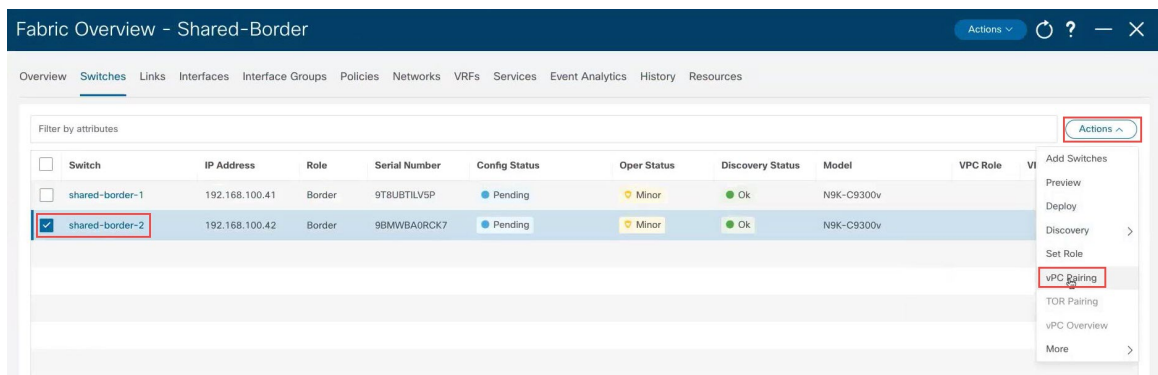 Fabric Overview - Shared-Border
Actions
?
Overview Switches Links Interfaces Interface Groups Policies Networks VRFs Services Event Analytics History Resources
Filter by attributes
Actions
Switch IP Address Role Serial Number Config Status Oper Status Discovery Status Model VPC Role
shared-border-1 192.168.100.41 Border 9T8UBTILV5P Pending Minor Ok N9K-C9300v
shared-border-2 192.168.100.42 Border 9BMWBA0RCK7 Pending Minor Ok N9K-C9300v
Add Switches
Preview
Deploy
Discovery
Set Role
vPC Pairing
TOR Pairing
vPC Overview
More